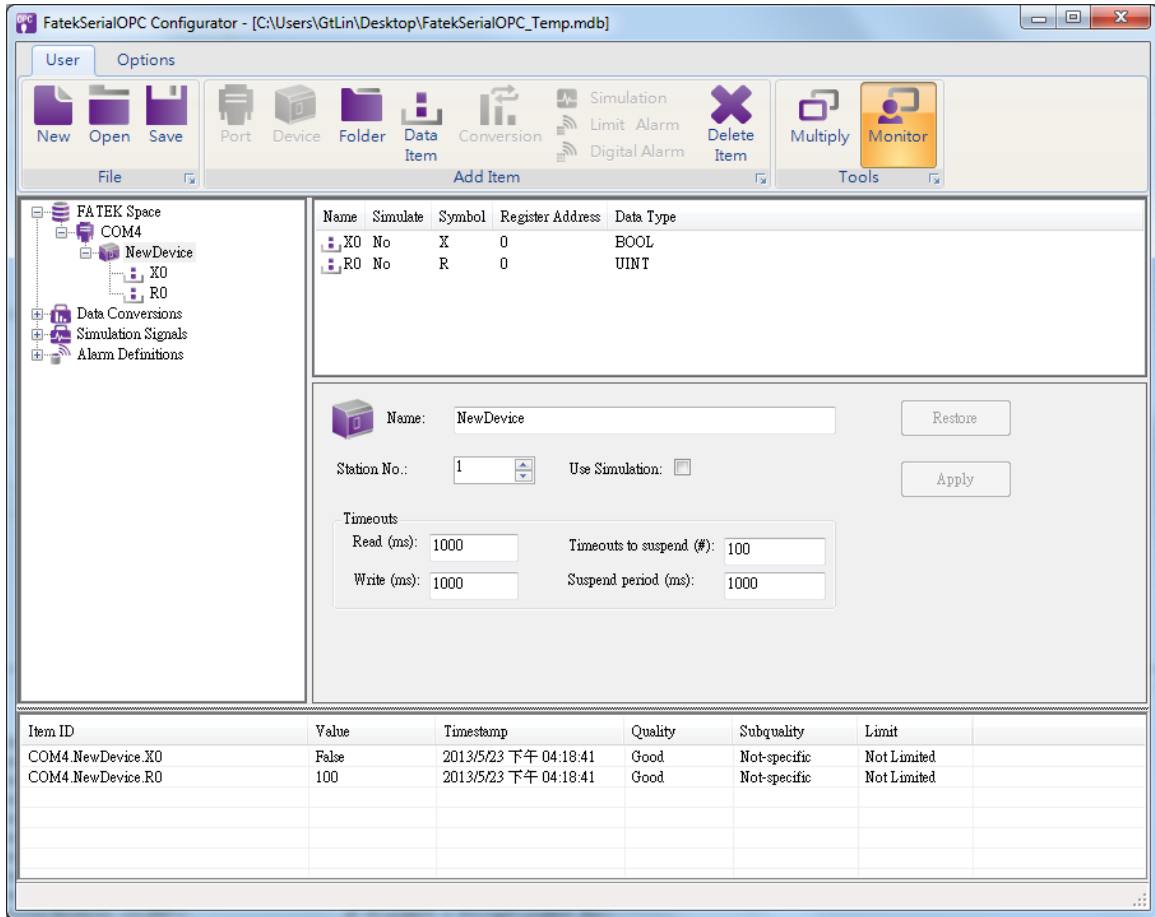 OPC FatekSerialOPC Configurator - [C:\Users\GtLin\Desktop\FatekSerialOPC_Temp.mdb]
User Options
New Open Save Port Device Folder Data Item Conversion Simulation Limit Alarm Digital Alarm Delete Item Multiply Monitor
File Add Item Tools
FATEK Space
COM4
NewDevice
X0
R0
Data Conversions
Simulation Signals
Alarm Definitions
Name Simulate Symbol Register Address Data Type
X0 No X 0 BOOL
R0 No R 0 UINT
Name: NewDevice Restore
Station No.: 1 Use Simulation: Apply
Timeouts
Read (ms): 1000 Timeouts to suspend (#): 100
Write (ms): 1000 Suspend period (ms): 1000
Item ID Value Timestamp Quality Subquality Limit
COM4.NewDevice.X0 False 2013/5/23 下午 04:18:41 Good Not-specific Not Limited
COM4.NewDevice.R0 100 2013/5/23 下午 04:18:41 Good Not-specific Not Limited